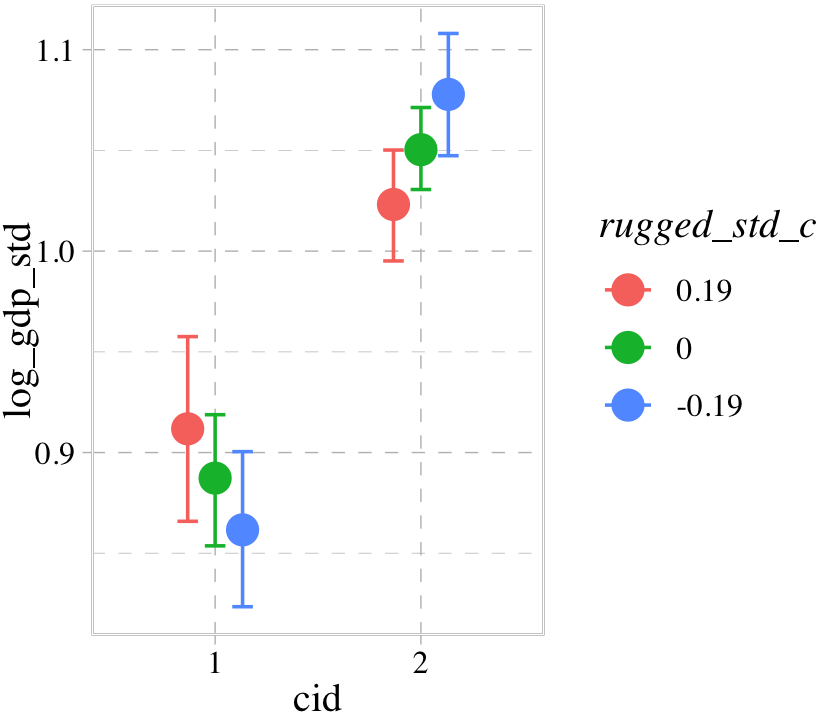 log_gdp_std
1.1
1.0
0.9
1
2
cid
rugged_std_c
0.19
0
-0.19